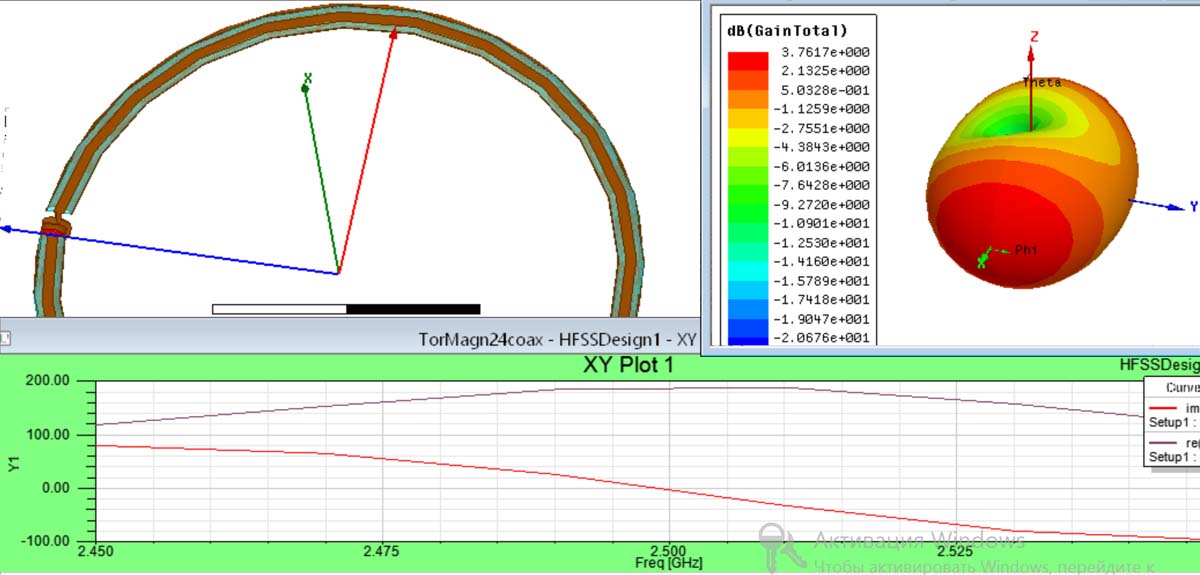 X
dB(GainTotal)
3.7617e+000
2.1325e+000
5.0328e-001
-1.1259e+000
-2.7551e+000
-4.3843e+000
-6.0136e+000
-7.6428e+000
-9.2720e+000
-1.0901e+001
-1.2530e+001
-1.4160e+001
-1.5789e+001
-1.7418e+001
-1.9047e+001
-2.0676e+001
Z
Theta
Y
Phi
X
TorMagn24coax - HFSSDesign1 - XY
XY Plot 1
HFSSDesig
Curve
im
Setup1 :
re(
Setup1 :
Y1
200.00
100.00
0.00
-100.00
2.450
2.475
2.500
2.525
Freq [GHz]
Активация Windows
Чтобы активировать Windows, перейдите к